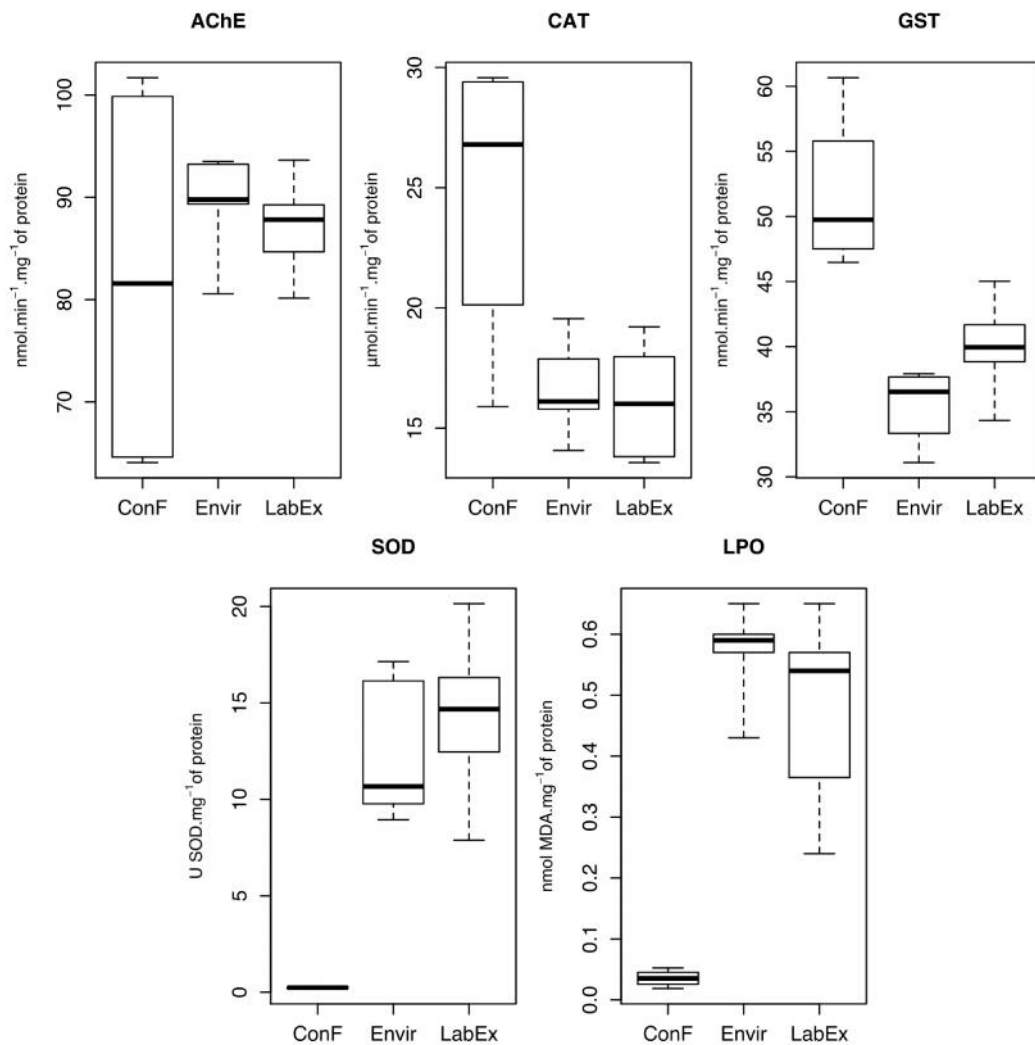 AChE
CAT
GST
nmol.min⁻¹.mg⁻¹of protein
100
90
80
70
ConF Envir LabEx
µmol.min⁻¹.mg⁻¹of protein
30
25
20
15
ConF Envir LabEx
nmol.min⁻¹.mg⁻¹of protein
60
55
50
45
40
35
30
ConF Envir LabEx
SOD
LPO
U SOD.mg⁻¹of protein
20
15
10
5
0
ConF Envir LabEx
nmol MDA.mg⁻¹of protein
0.6
0.5
0.4
0.3
0.2
0.1
0.0
ConF Envir LabEx